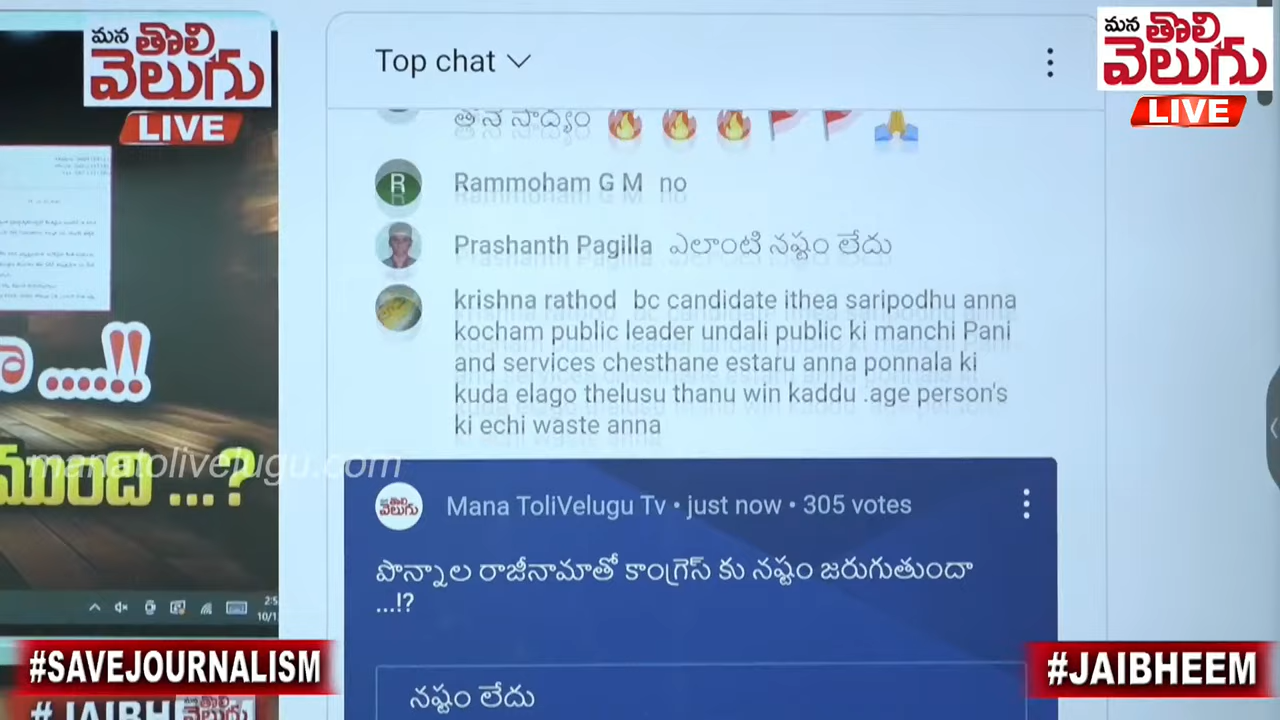 మన
తొలి
వెలుగు
LIVE
మన
తొలి
వెలుగు
LIVE
Top chat
తోనే సాధ్యం
R
Rammoham G M no
Prashanth Pagilla ఎలాంటి నష్టం లేదు
krishna rathod bc candidate ithea saripodhu anna
kocham public leader undali public ki manchi Pani
and services chesthane estaru anna ponnala ki
kuda elago thelusu thanu win kaddu .age person's
ki echi waste anna
.....!!
ముంది ...?
manatolivelugu.com
Mana ToliVelugu Tv • just now • 305 votes
పొన్నాల రాజీనామాతో కాంగ్రెస్ కు నష్టం జరుగుతుందా
...!?
నష్టం లేదు
#SAVEJOURNALISM
#JAIBHEEM